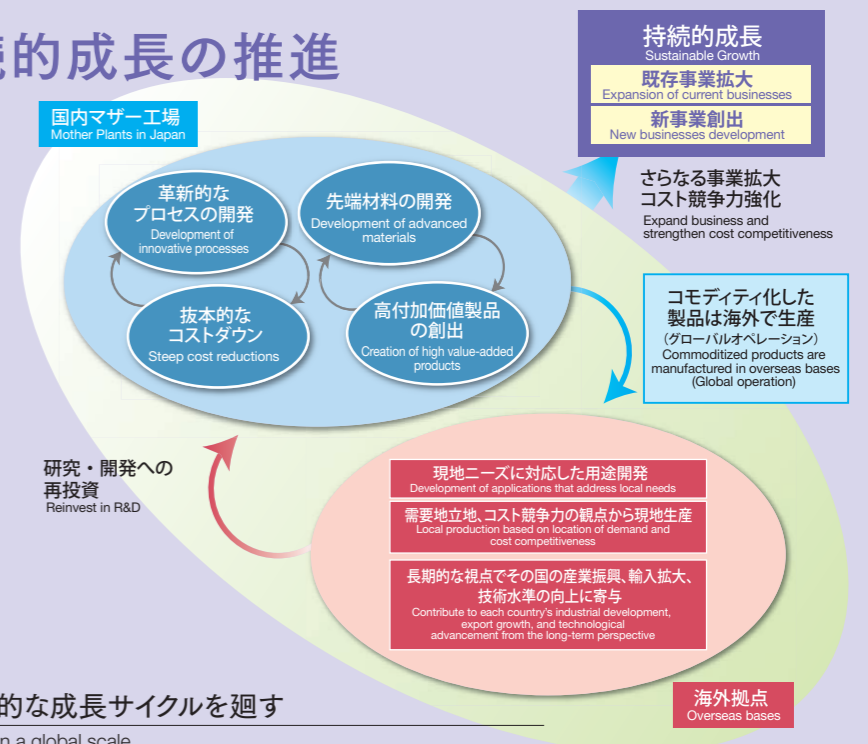 的成長の推進
持続的成長
Sustainable Growth
既存事業拡大
Expansion of current businesses
新事業創出
New businesses development
国内マザー工場
Mother Plants in Japan
革新的な
プロセスの開発
Development of
innovative processes
先端材料の開発
Development of advanced
materials
抜本的な
コストダウン
Steep cost reductions
高付加価値製品
の創出
Creation of high value-added
products
さらなる事業拡大
コスト競争力強化
Expand business and
strengthen cost competitiveness
コモディティ化した
製品は海外で生産
(グローバルオペレーション)
Commoditized products are
manufactured in overseas bases
(Global operation)
研究・開発への
再投資
Reinvest in R&D
現地ニーズに対応した用途開発
Development of applications that address local needs
需要地立地、コスト競争力の観点から現地生産
Local production based on location of demand and
cost competitiveness
長期的な視点でその国の産業振興、輸入拡大、
技術水準の向上に寄与
Contribute to each country's industrial development,
export growth, and technological
advancement from the long-term perspective
海外拠点
Overseas bases
的な成長サイクルを廻す
n a global scale